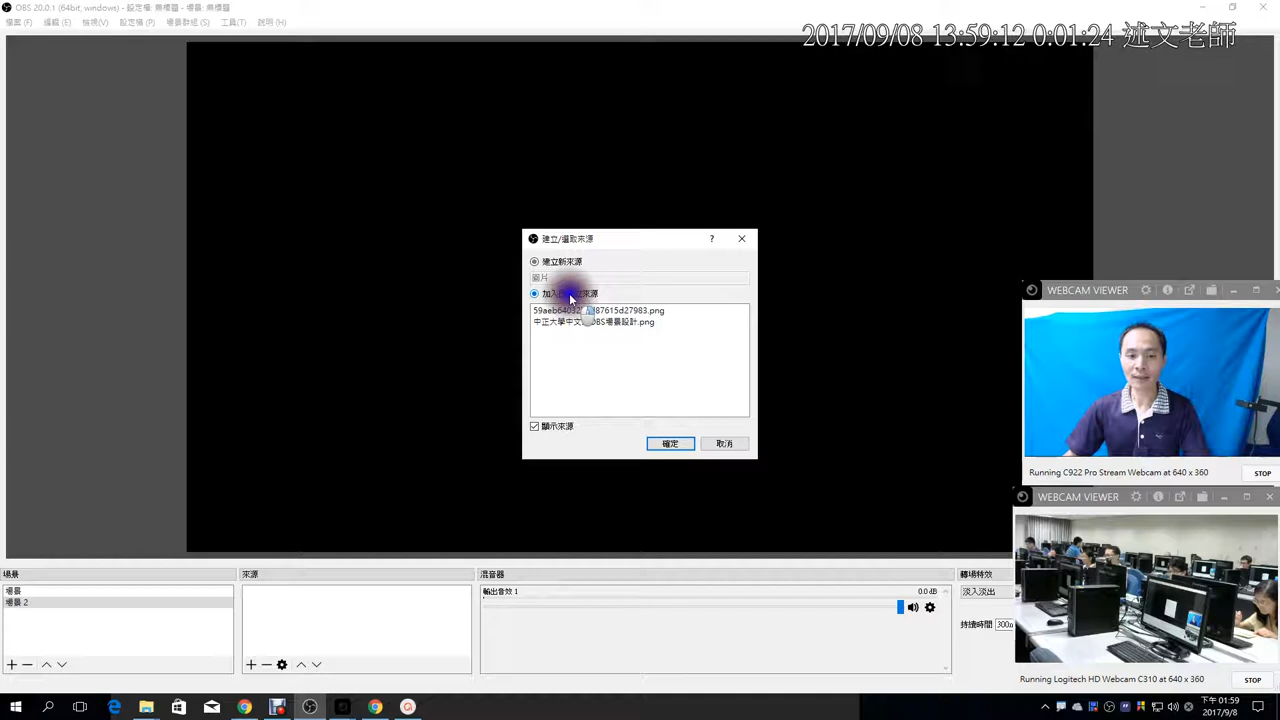 OBS 20.0.1 (64bit, windows) - 設定檔: 無標題 - 場景: 無標題
檔案 (F) 編輯 (E) 檢視(V) 設定檔 (P) 場景群組 (S) 工具(T) 說明 (H)
2017/09/08 13:59:12 0:01:24 述文老師
建立/選取來源
建立新來源
圖片
來源
中正大學中文 OBS場景設計.png
顯示來源
確定 取消
WEBCAM VIEWER
Running C922 Pro Stream Webcam at 640 x 360
STOP
WEBCAM VIEWER
Running Logitech HD Webcam C310 at 640 x 360
STOP
場景
場景
場景 2
來源
混音器
輸出音效 1
0.0 dB
轉場特效
淡入淡出
持續時間
下午 01:59
2017/9/8